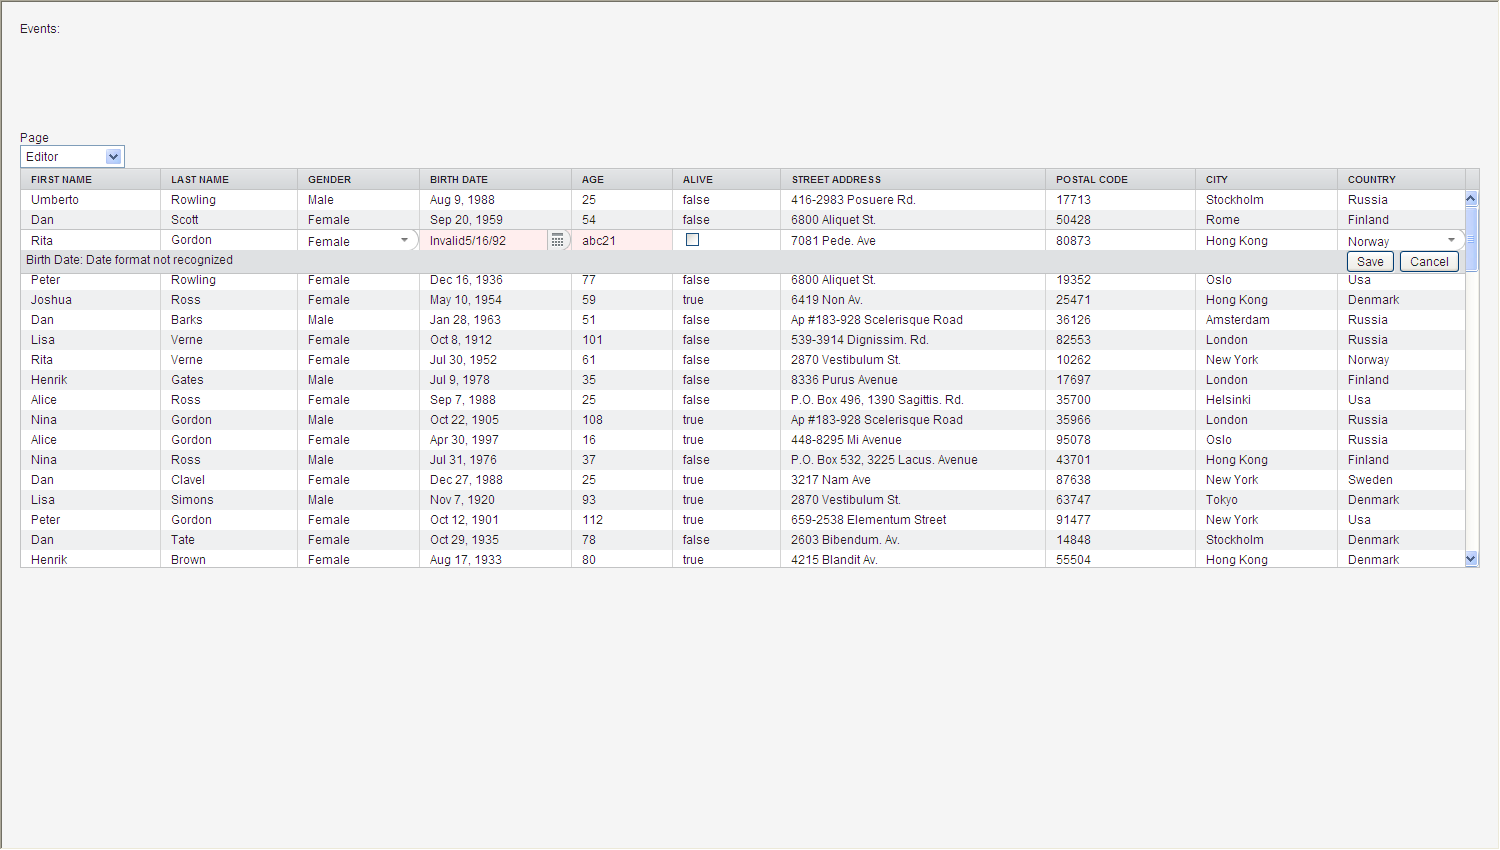 Events:
Page
Editor
FIRST NAME LAST NAME GENDER BIRTH DATE AGE ALIVE STREET ADDRESS POSTAL CODE CITY COUNTRY
Umberto Rowling Male Aug 9, 1988 25 false 416-2983 Posuere Rd. 17713 Stockholm Russia
Dan Scott Female Sep 20, 1959 54 false 6800 Aliquet St. 50428 Rome Finland
Rita Gordon Female Invalid5/16/92 abc21 7081 Pede. Ave 80873 Hong Kong Norway
Birth Date: Date format not recognized Save Cancel
Peter Rowling Female Dec 16, 1936 77 false 6800 Aliquet St. 19352 Oslo Usa
Joshua Ross Female May 10, 1954 59 true 6419 Non Av. 25471 Hong Kong Denmark
Dan Barks Male Jan 28, 1963 51 false Ap #183-928 Scelerisque Road 36126 Amsterdam Russia
Lisa Verne Female Oct 8, 1912 101 false 539-3914 Dignissim. Rd. 82553 London Russia
Rita Verne Female Jul 30, 1952 61 false 2870 Vestibulum St. 10262 New York Norway
Henrik Gates Male Jul 9, 1978 35 false 8336 Purus Avenue 17697 London Finland
Alice Ross Female Sep 7, 1988 25 false P.O. Box 496, 1390 Sagittis. Rd. 35700 Helsinki Usa
Nina Gordon Male Oct 22, 1905 108 true Ap #183-928 Scelerisque Road 35966 London Russia
Alice Gordon Female Apr 30, 1997 16 true 448-8295 Mi Avenue 95078 Oslo Russia
Nina Ross Male Jul 31, 1976 37 false P.O. Box 532, 3225 Lacus. Avenue 43701 Hong Kong Finland
Dan Clavel Female Dec 27, 1988 25 true 3217 Nam Ave 87638 New York Sweden
Lisa Simons Male Nov 7, 1920 93 true 2870 Vestibulum St. 63747 Tokyo Denmark
Peter Gordon Female Oct 12, 1901 112 true 659-2538 Elementum Street 91477 New York Usa
Dan Tate Female Oct 29, 1935 78 false 2603 Bibendum. Av. 14848 Stockholm Denmark
Henrik Brown Female Aug 17, 1933 80 true 4215 Blandit Av. 55504 Hong Kong Denmark